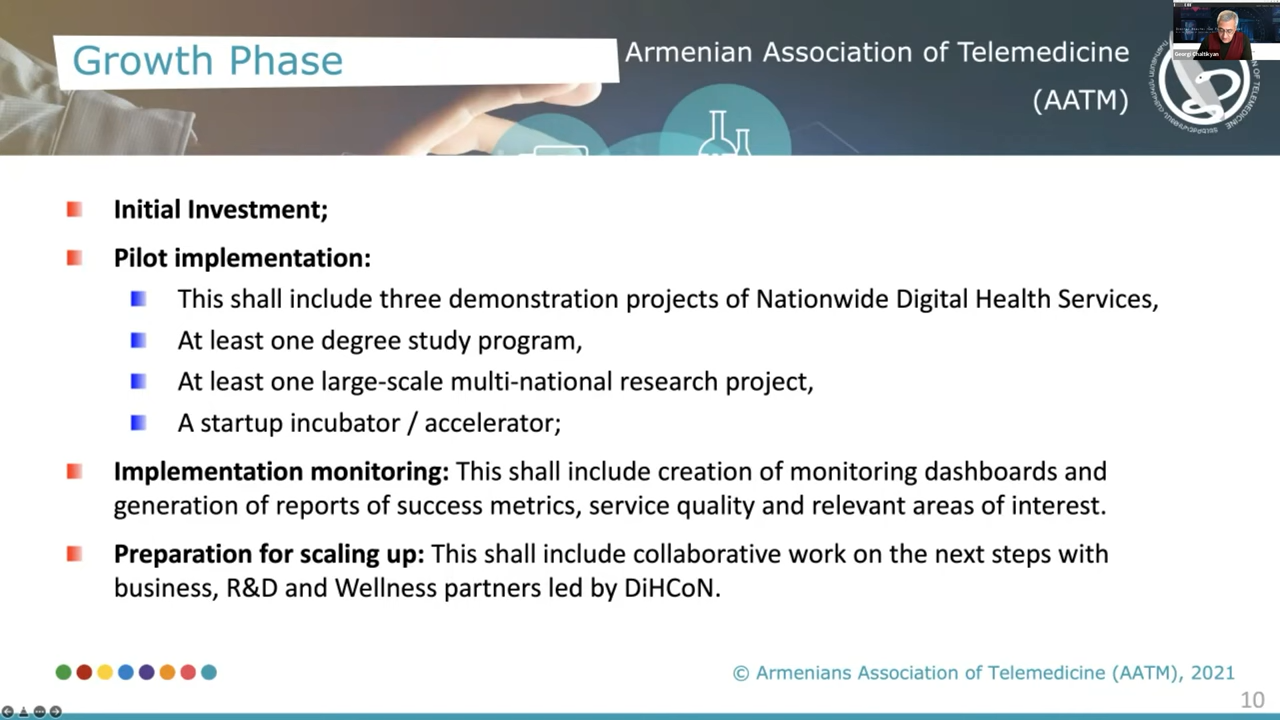 Growth Phase
Armenian Association of Telemedicine
(AATM)
Georgi Chaltikyan
Initial Investment;
Pilot implementation:
This shall include three demonstration projects of Nationwide Digital Health Services,
At least one degree study program,
At least one large-scale multi-national research project,
A startup incubator / accelerator;
Implementation monitoring: This shall include creation of monitoring dashboards and
generation of reports of success metrics, service quality and relevant areas of interest.
Preparation for scaling up: This shall include collaborative work on the next steps with
business, R&D and Wellness partners led by DiHCoN.
© Armenians Association of Telemedicine (AATM), 2021
10